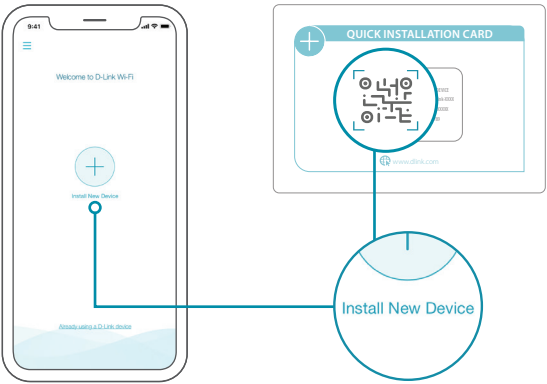 9:41
Welcome to D-Link Wi-Fi
Install New Device
Already using a D-Link device
QUICK INSTALLATION CARD
www.dlink.com
Install New Device